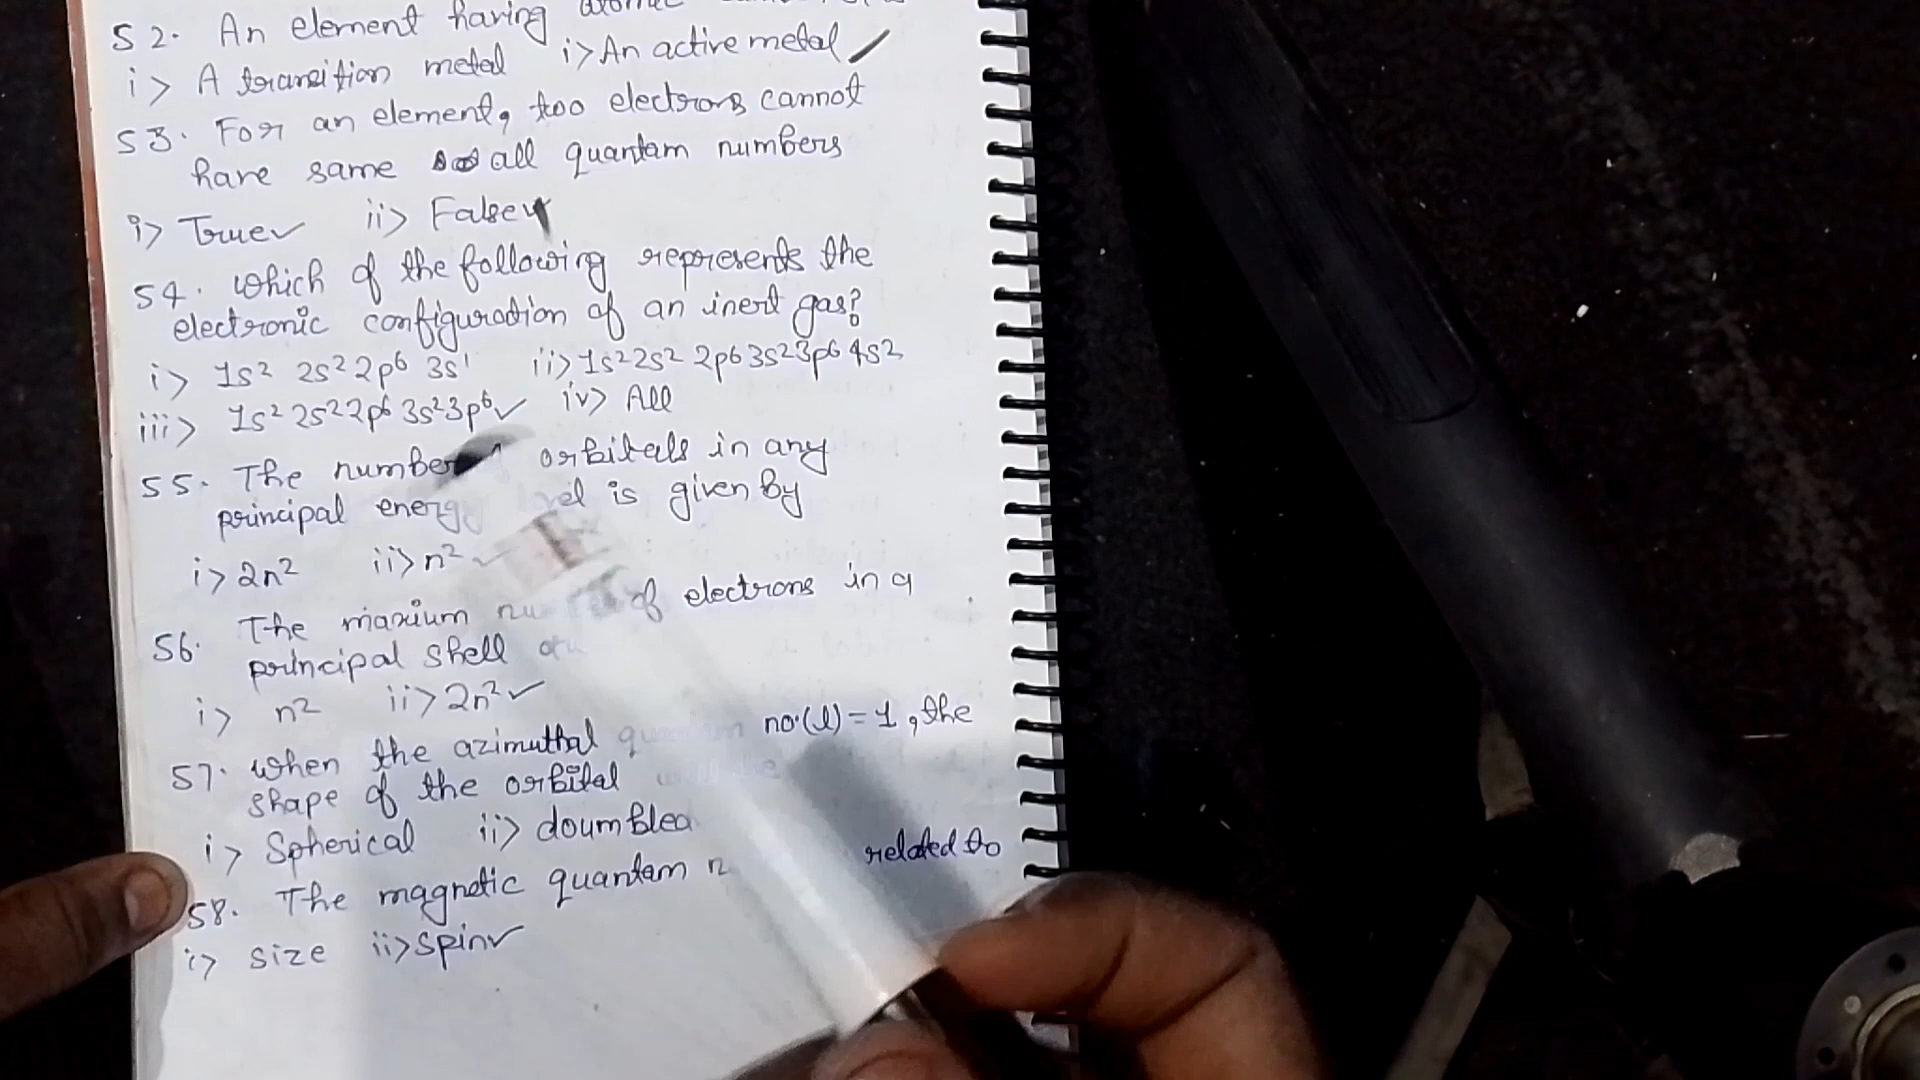 52. An element having
i> A transition metal i> An active metal
53. For an element, too electrons cannot
have same all quantam numbers
i> True ✓ ii> False
54. Which of the following represents the
electronic configuration of an inert gas?
i> 1s² 2s² 2p⁶ 3s¹ ii> 1s² 2s² 2p⁶ 3s² 3p⁶ 4s²
iii> 1s² 2s² 2p⁶ 3s² 3p⁶ ✓ iv> All
55. The number orbitals in any
principal energy is given by
i> 2n² ii> n² ✓
56. The maxium of electrons in a
principal shell
i> n² ii> 2n² ✓
57. when the azimuthal no.(l) = 1, the
shape of the orbital
i> Spherical ii> doumblea
58. The magnetic quantam related to
i> size ii> spin ✓